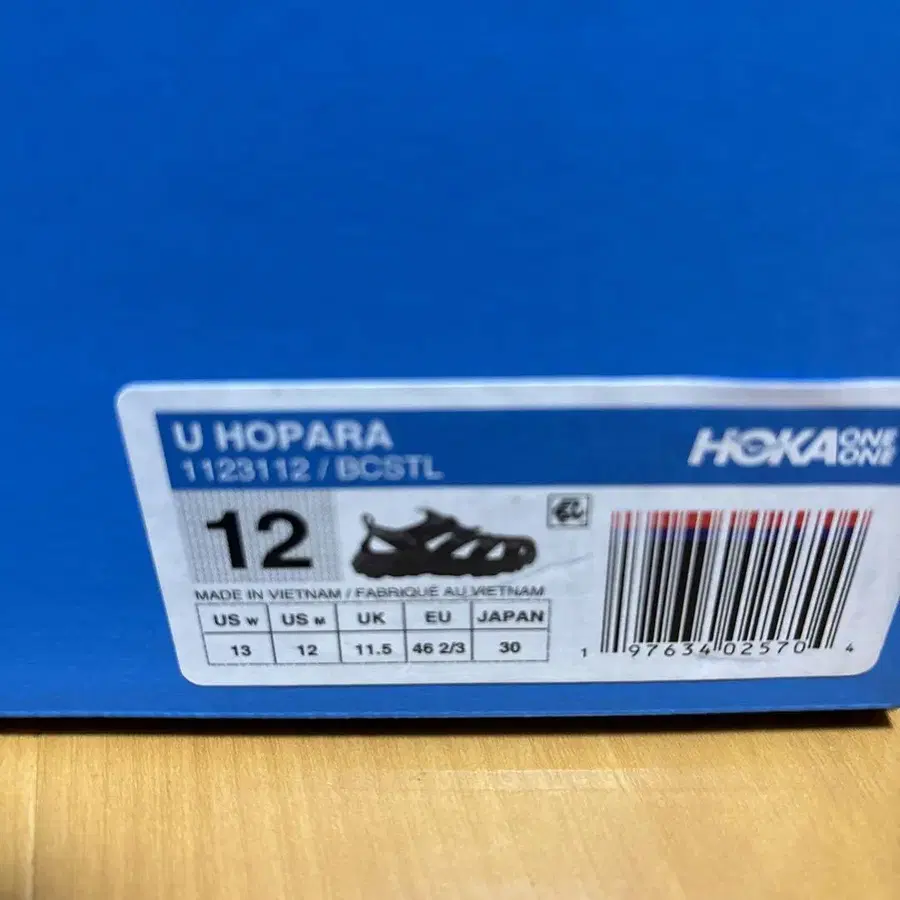 U HOPARA
1123112 / BCSTL
HOKA ONE ONE
12
MADE IN VIETNAM / FABRIQUÉ AU VIETNAM
US W US M UK EU JAPAN
13 12 11.5 46 2/3 30
1 97634 02570 4